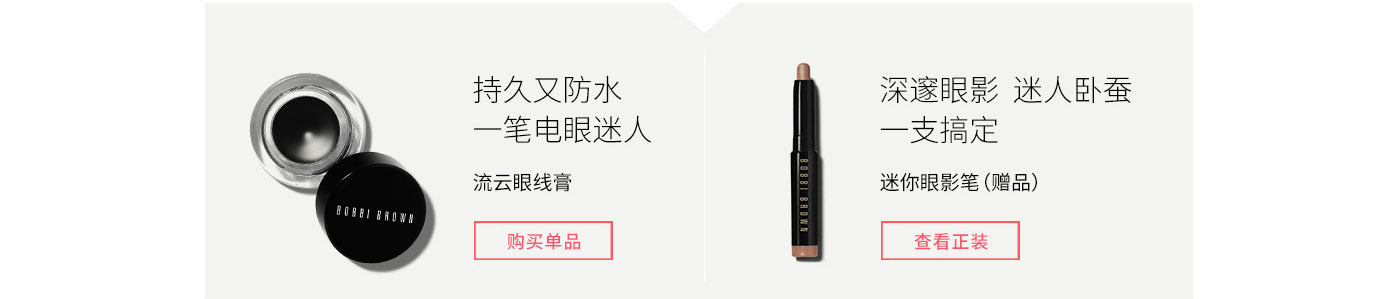 持久又防水
一笔电眼迷人
流云眼线膏
购买单品
BOBBI BROWN
深邃眼影 迷人卧蚕
一支搞定
迷你眼影笔(赠品)
查看正装
BOBBI BROWN